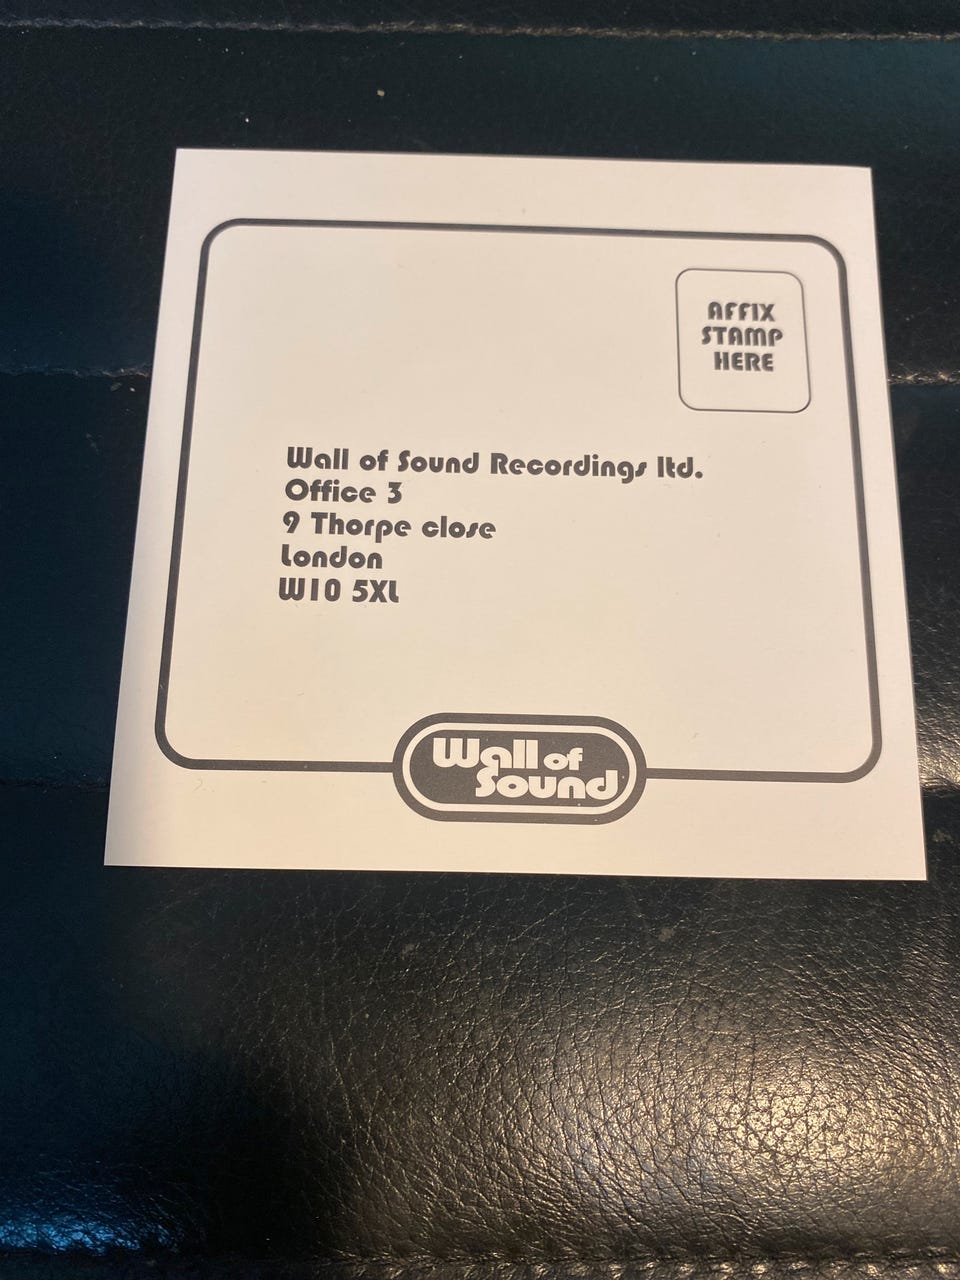 AFFIX
STAMP
HERE
Wall of Sound Recordings ltd.
Office 3
9 Thorpe close
London
W10 5XL
Wall of
Sound